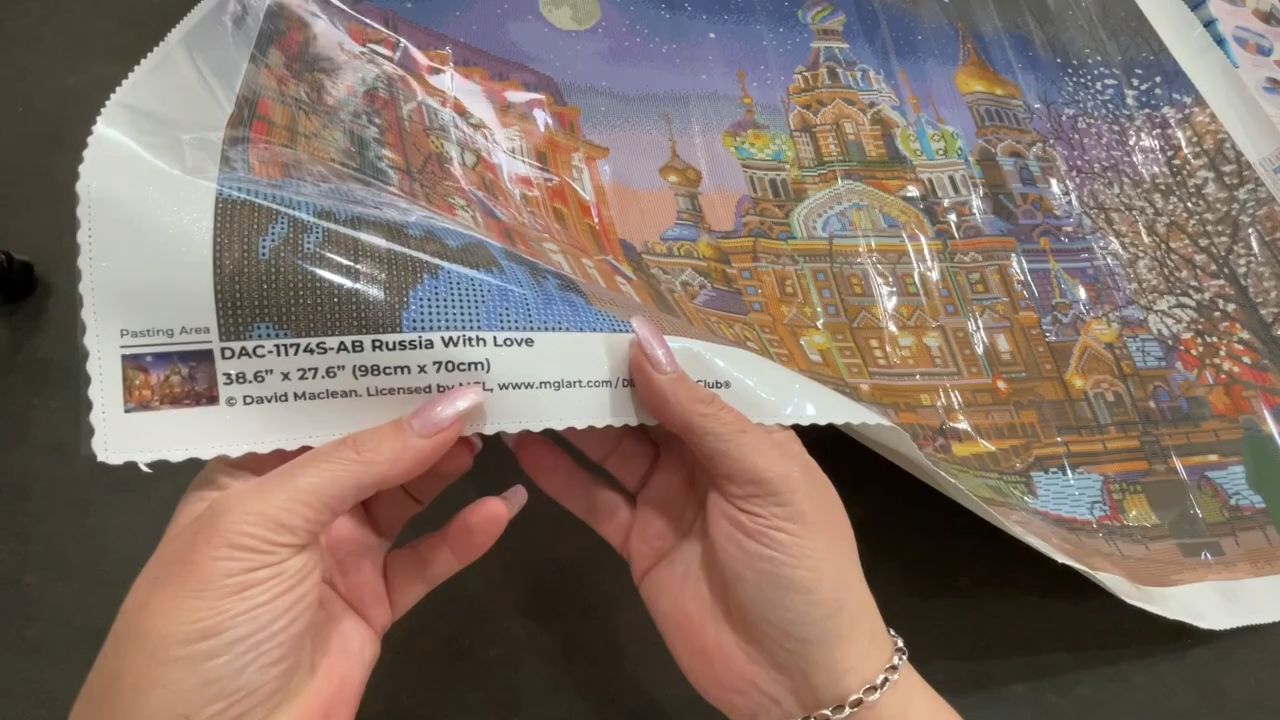 Pasting Area
DAC-1174S-AB Russia With Love
38.6” x 27.6” (98cm x 70cm)
© David Maclean. Licensed by www.mglart.com / Club®